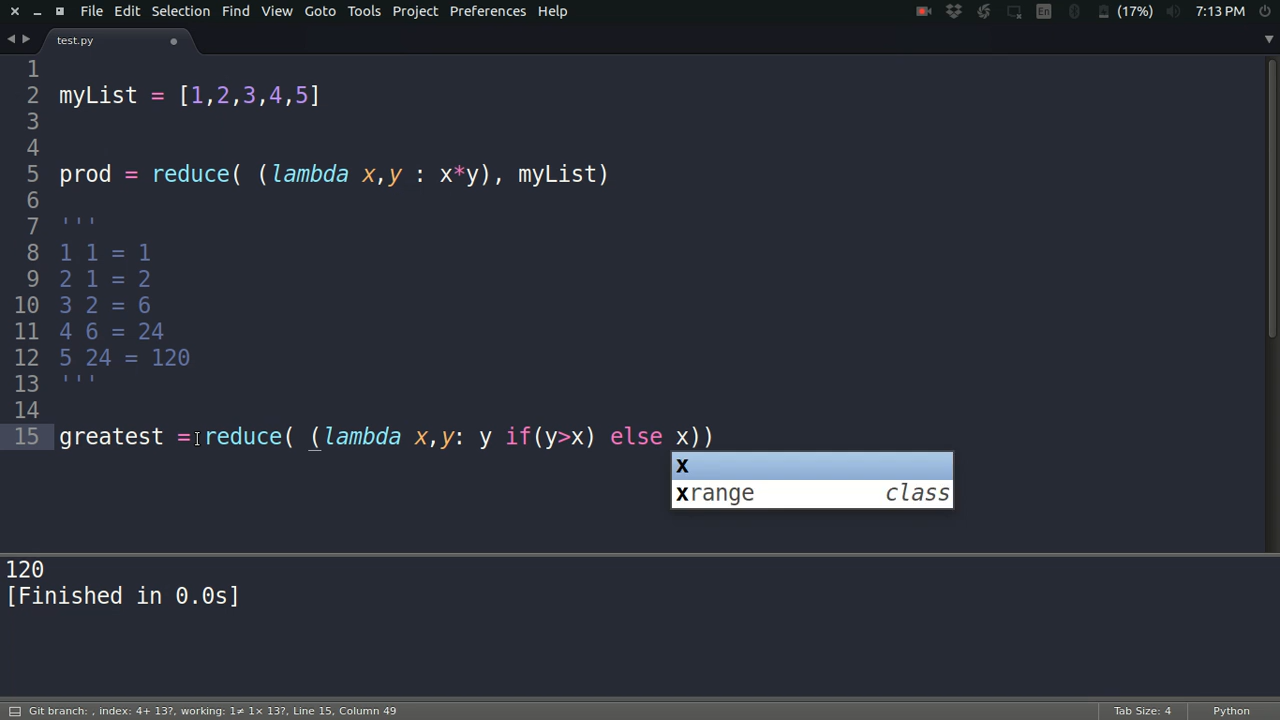 File Edit Selection Find View Goto Tools Project Preferences Help En (17%) 7:13 PM
test.py
1
2 myList = [1,2,3,4,5]
3
4
5 prod = reduce( (lambda x,y : x*y), myList)
6
7 '''
8 1 1 = 1
9 2 1 = 2
10 3 2 = 6
11 4 6 = 24
12 5 24 = 120
13 '''
14
15 greatest = reduce( (lambda x,y: y if(y>x) else x))
x
xrange class
120
[Finished in 0.0s]
Git branch: , index: 4+ 13?, working: 1≠ 1× 13?, Line 15, Column 49 Tab Size: 4 Python